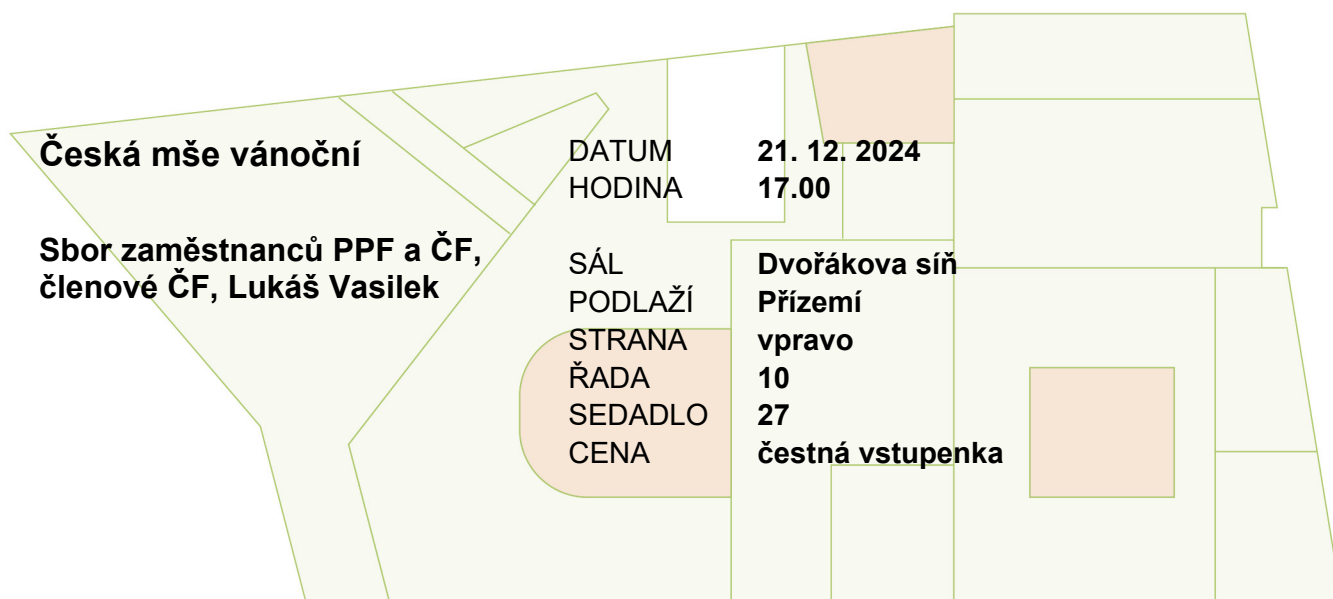 Česká mše vánoční
Sbor zaměstnanců PPF a ČF,
členové ČF, Lukáš Vasilek
DATUM 21. 12. 2024
HODINA 17.00
SÁL Dvořákova síň
PODLAŽÍ Přízemí
STRANA vpravo
ŘADA 10
SEDADLO 27
CENA čestná vstupenka